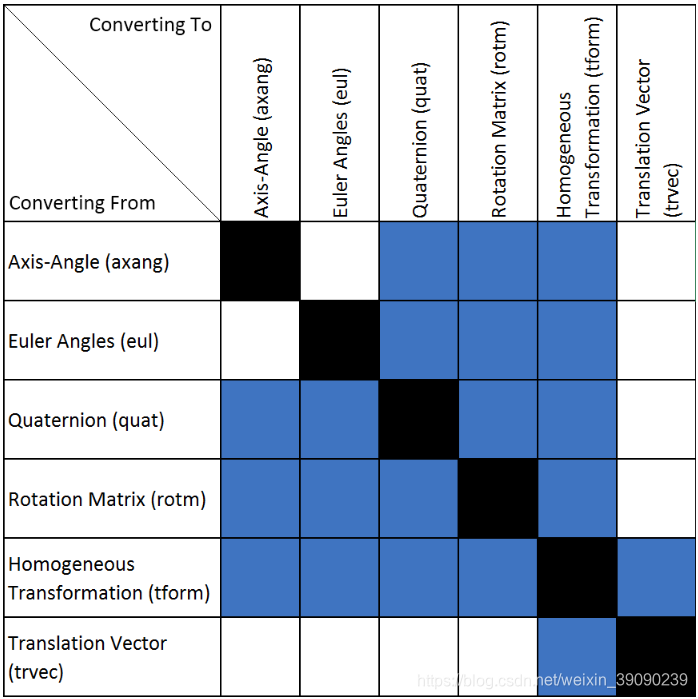 Converting To
Converting From
Axis-Angle (axang)
Euler Angles (eul)
Quaternion (quat)
Rotation Matrix (rotm)
Homogeneous
Transformation (tform)
Translation Vector
(trvec)
Axis-Angle (axang)
Euler Angles (eul)
Quaternion (quat)
Rotation Matrix (rotm)
Homogeneous
Transformation (tform)
Translation Vector
(trvec)
https://blog.csdn.net/weixin_39090239